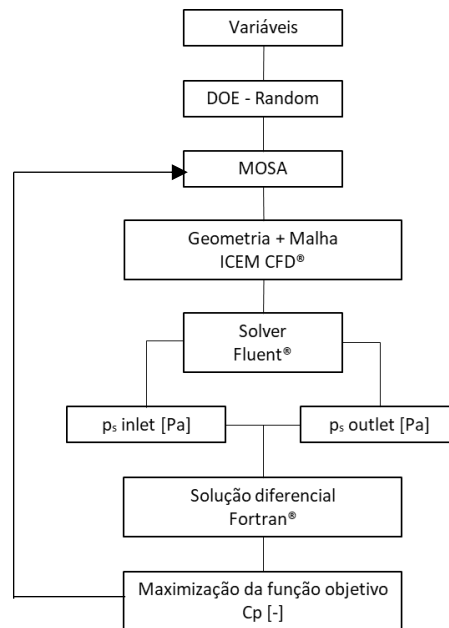 Variáveis
DOE - Random
MOSA
Geometria + Malha
ICEM CFD®
Solver
Fluent®
pₛ inlet [Pa]
pₛ outlet [Pa]
Solução diferencial
Fortran®
Maximização da função objetivo
Cp [-]